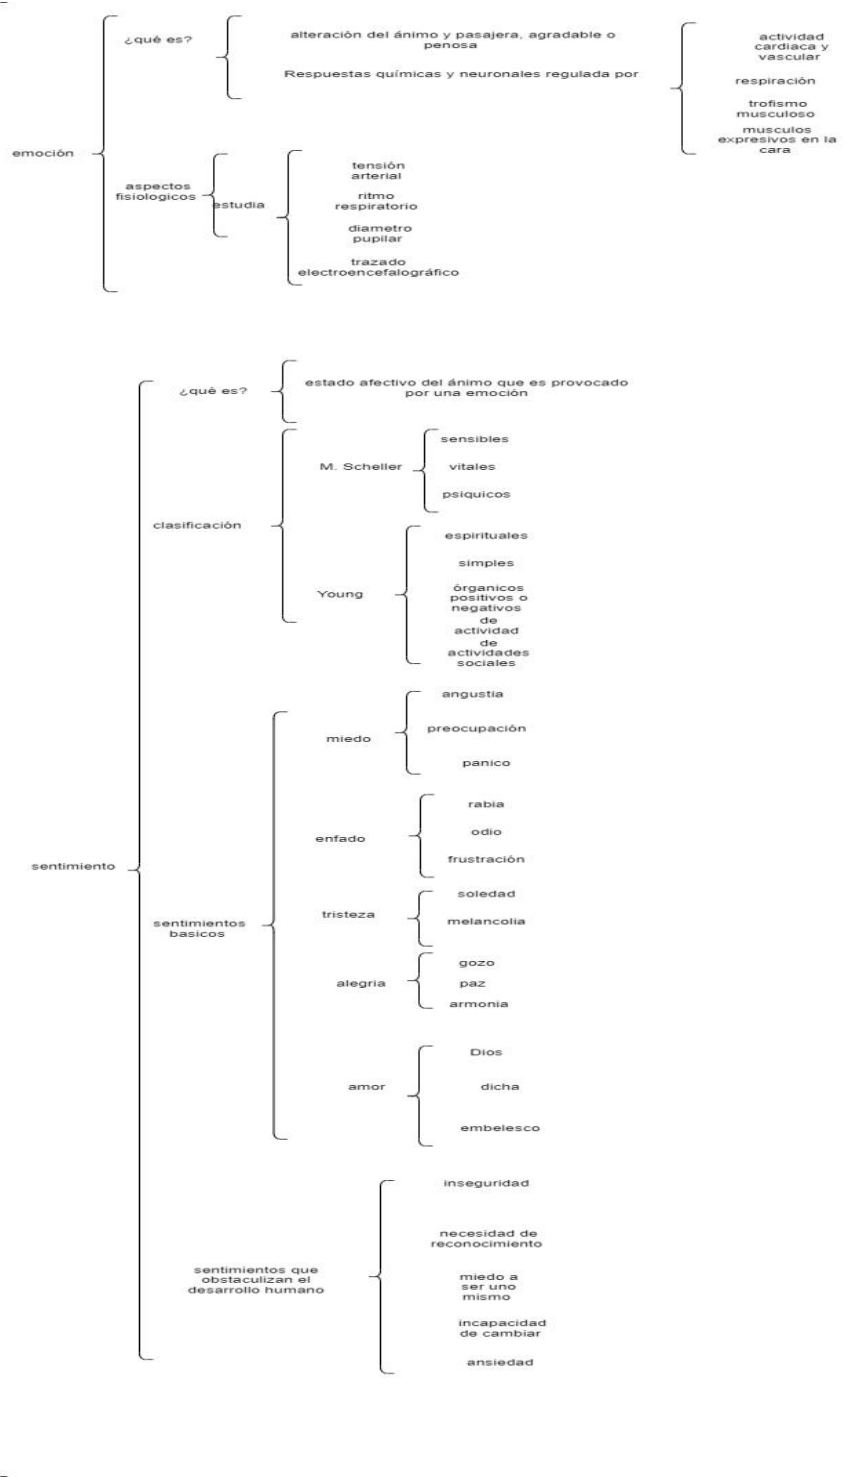 ¿qué es?
alteración del ánimo y pasajera, agradable o
penosa
Respuestas químicas y neuronales regulada por
actividad
cardiaca y
vascular
respiración
trofismo
musculoso
musculos
expresivos en la
cara
emoción
aspectos
fisiologicos
estudia
tensión
arterial
ritmo
respiratorio
diametro
pupilar
trazado
electroencefalográfico
¿qué es?
estado afectivo del ánimo que es provocado
por una emoción
clasificación
M. Scheller
sensibles
vitales
psiquicos
Young
espirituales
simples
órganicos
positivos o
negativos
de
actividad
de
actividades
sociales
sentimiento
sentimientos
basicos
miedo
angustia
preocupación
panico
enfado
rabia
odio
frustración
tristeza
soledad
melancolia
alegria
gozo
paz
armonia
amor
Dios
dicha
embelesco
sentimientos que
obstaculizan el
desarrollo humano
inseguridad
necesidad de
reconocimiento
miedo a
ser uno
mismo
incapacidad
de cambiar
ansiedad